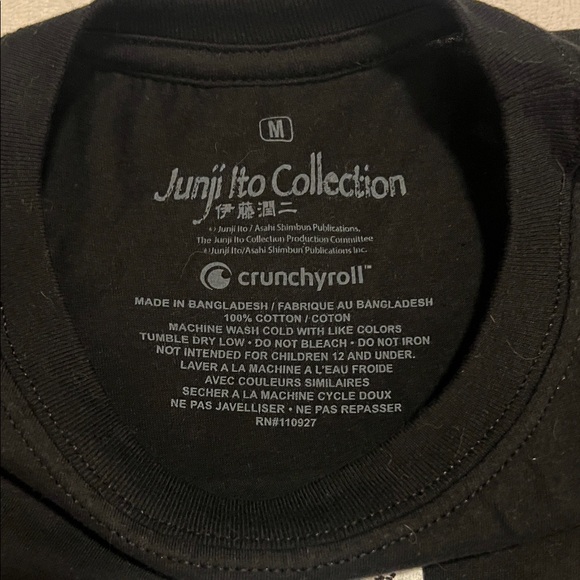 M
Junji Ito Collection
伊藤潤二
© Junji Ito / Asahi Shimbun Publications,
The Junji Ito Collection Production Committee
© Junji Ito/Asahi Shimbun Publications Inc.
crunchyroll™
MADE IN BANGLADESH / FABRIQUE AU BANGLADESH
100% COTTON / COTON
MACHINE WASH COLD WITH LIKE COLORS
TUMBLE DRY LOW • DO NOT BLEACH • DO NOT IRON
NOT INTENDED FOR CHILDREN 12 AND UNDER.
LAVER A LA MACHINE A L'EAU FROIDE
AVEC COULEURS SIMILAIRES
SECHER A LA MACHINE CYCLE DOUX
NE PAS JAVELLISER • NE PAS REPASSER
RN#110927